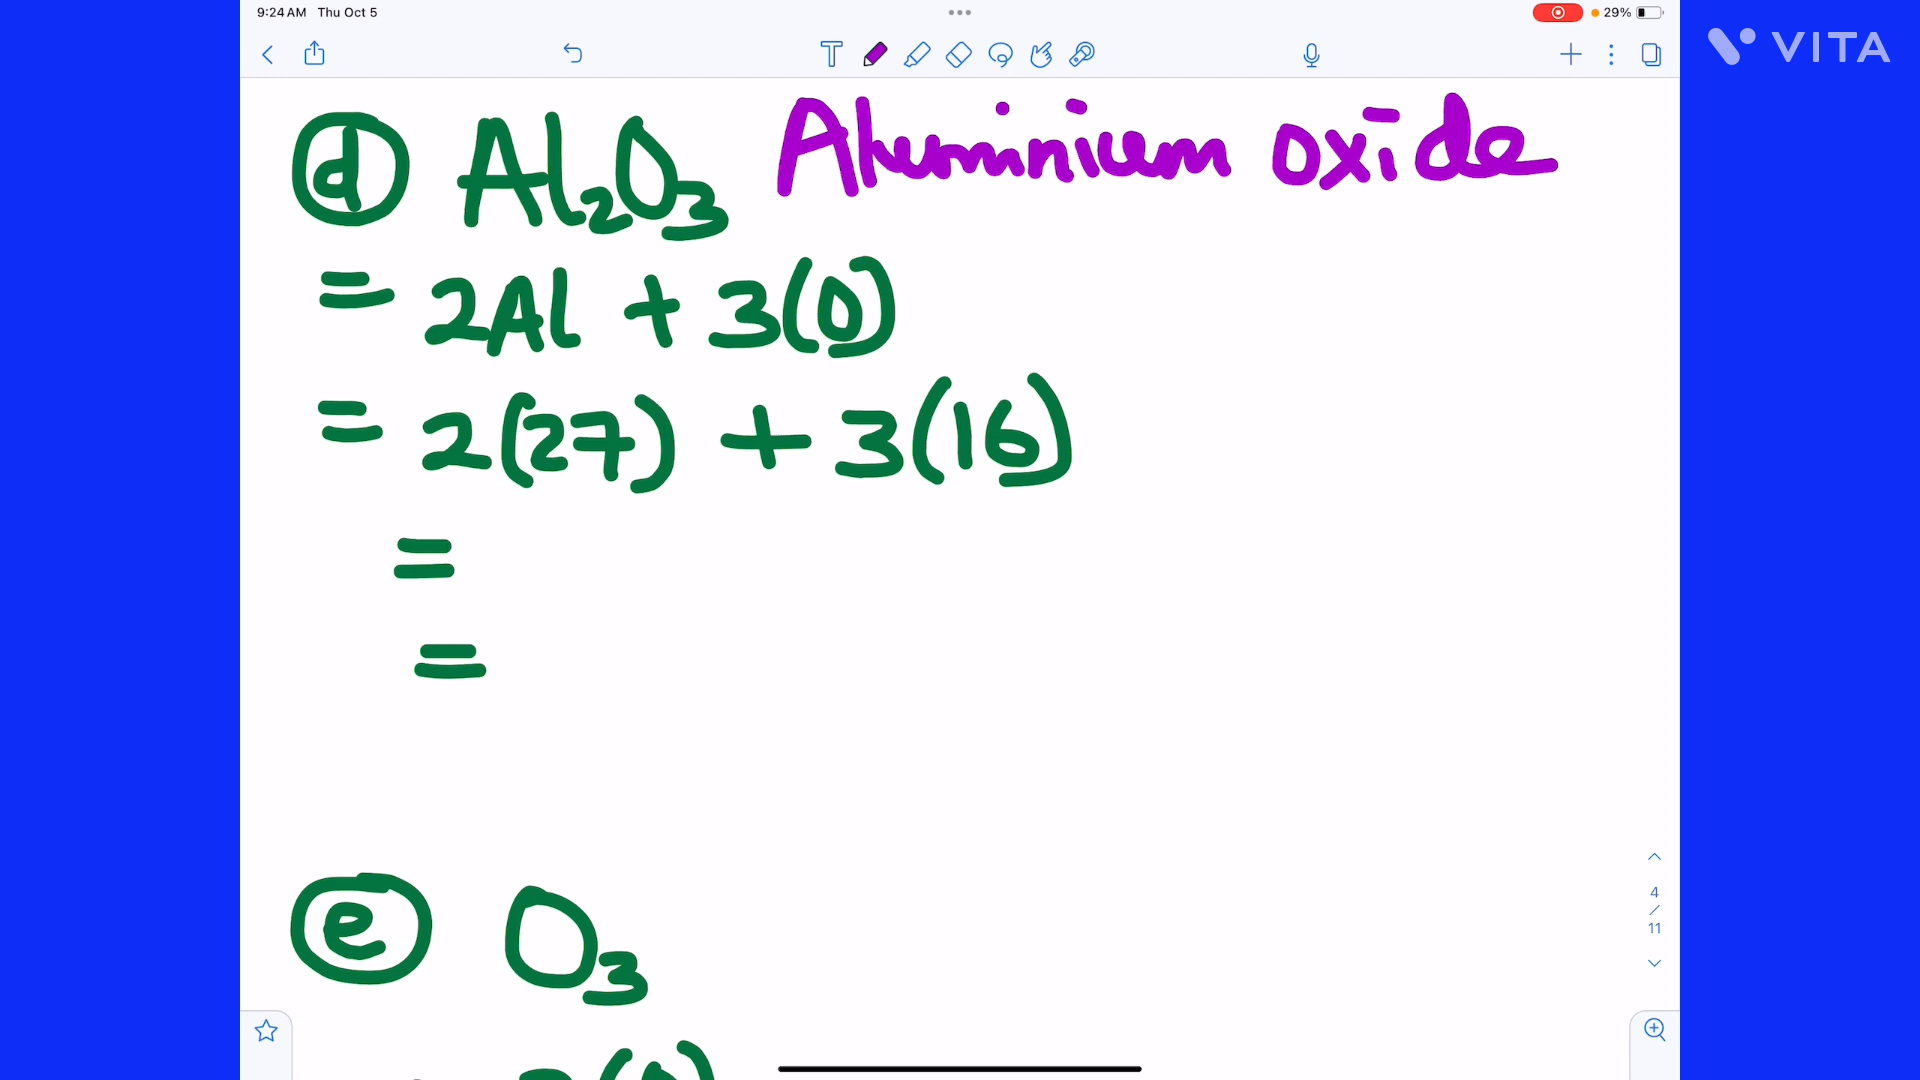 9:24 AM Thu Oct 5
29%
VITA
d Al₂O₃ Aluminium oxide
= 2Al + 3(O)
= 2(27) + 3(16)
=
=
4
/
11
e O₃